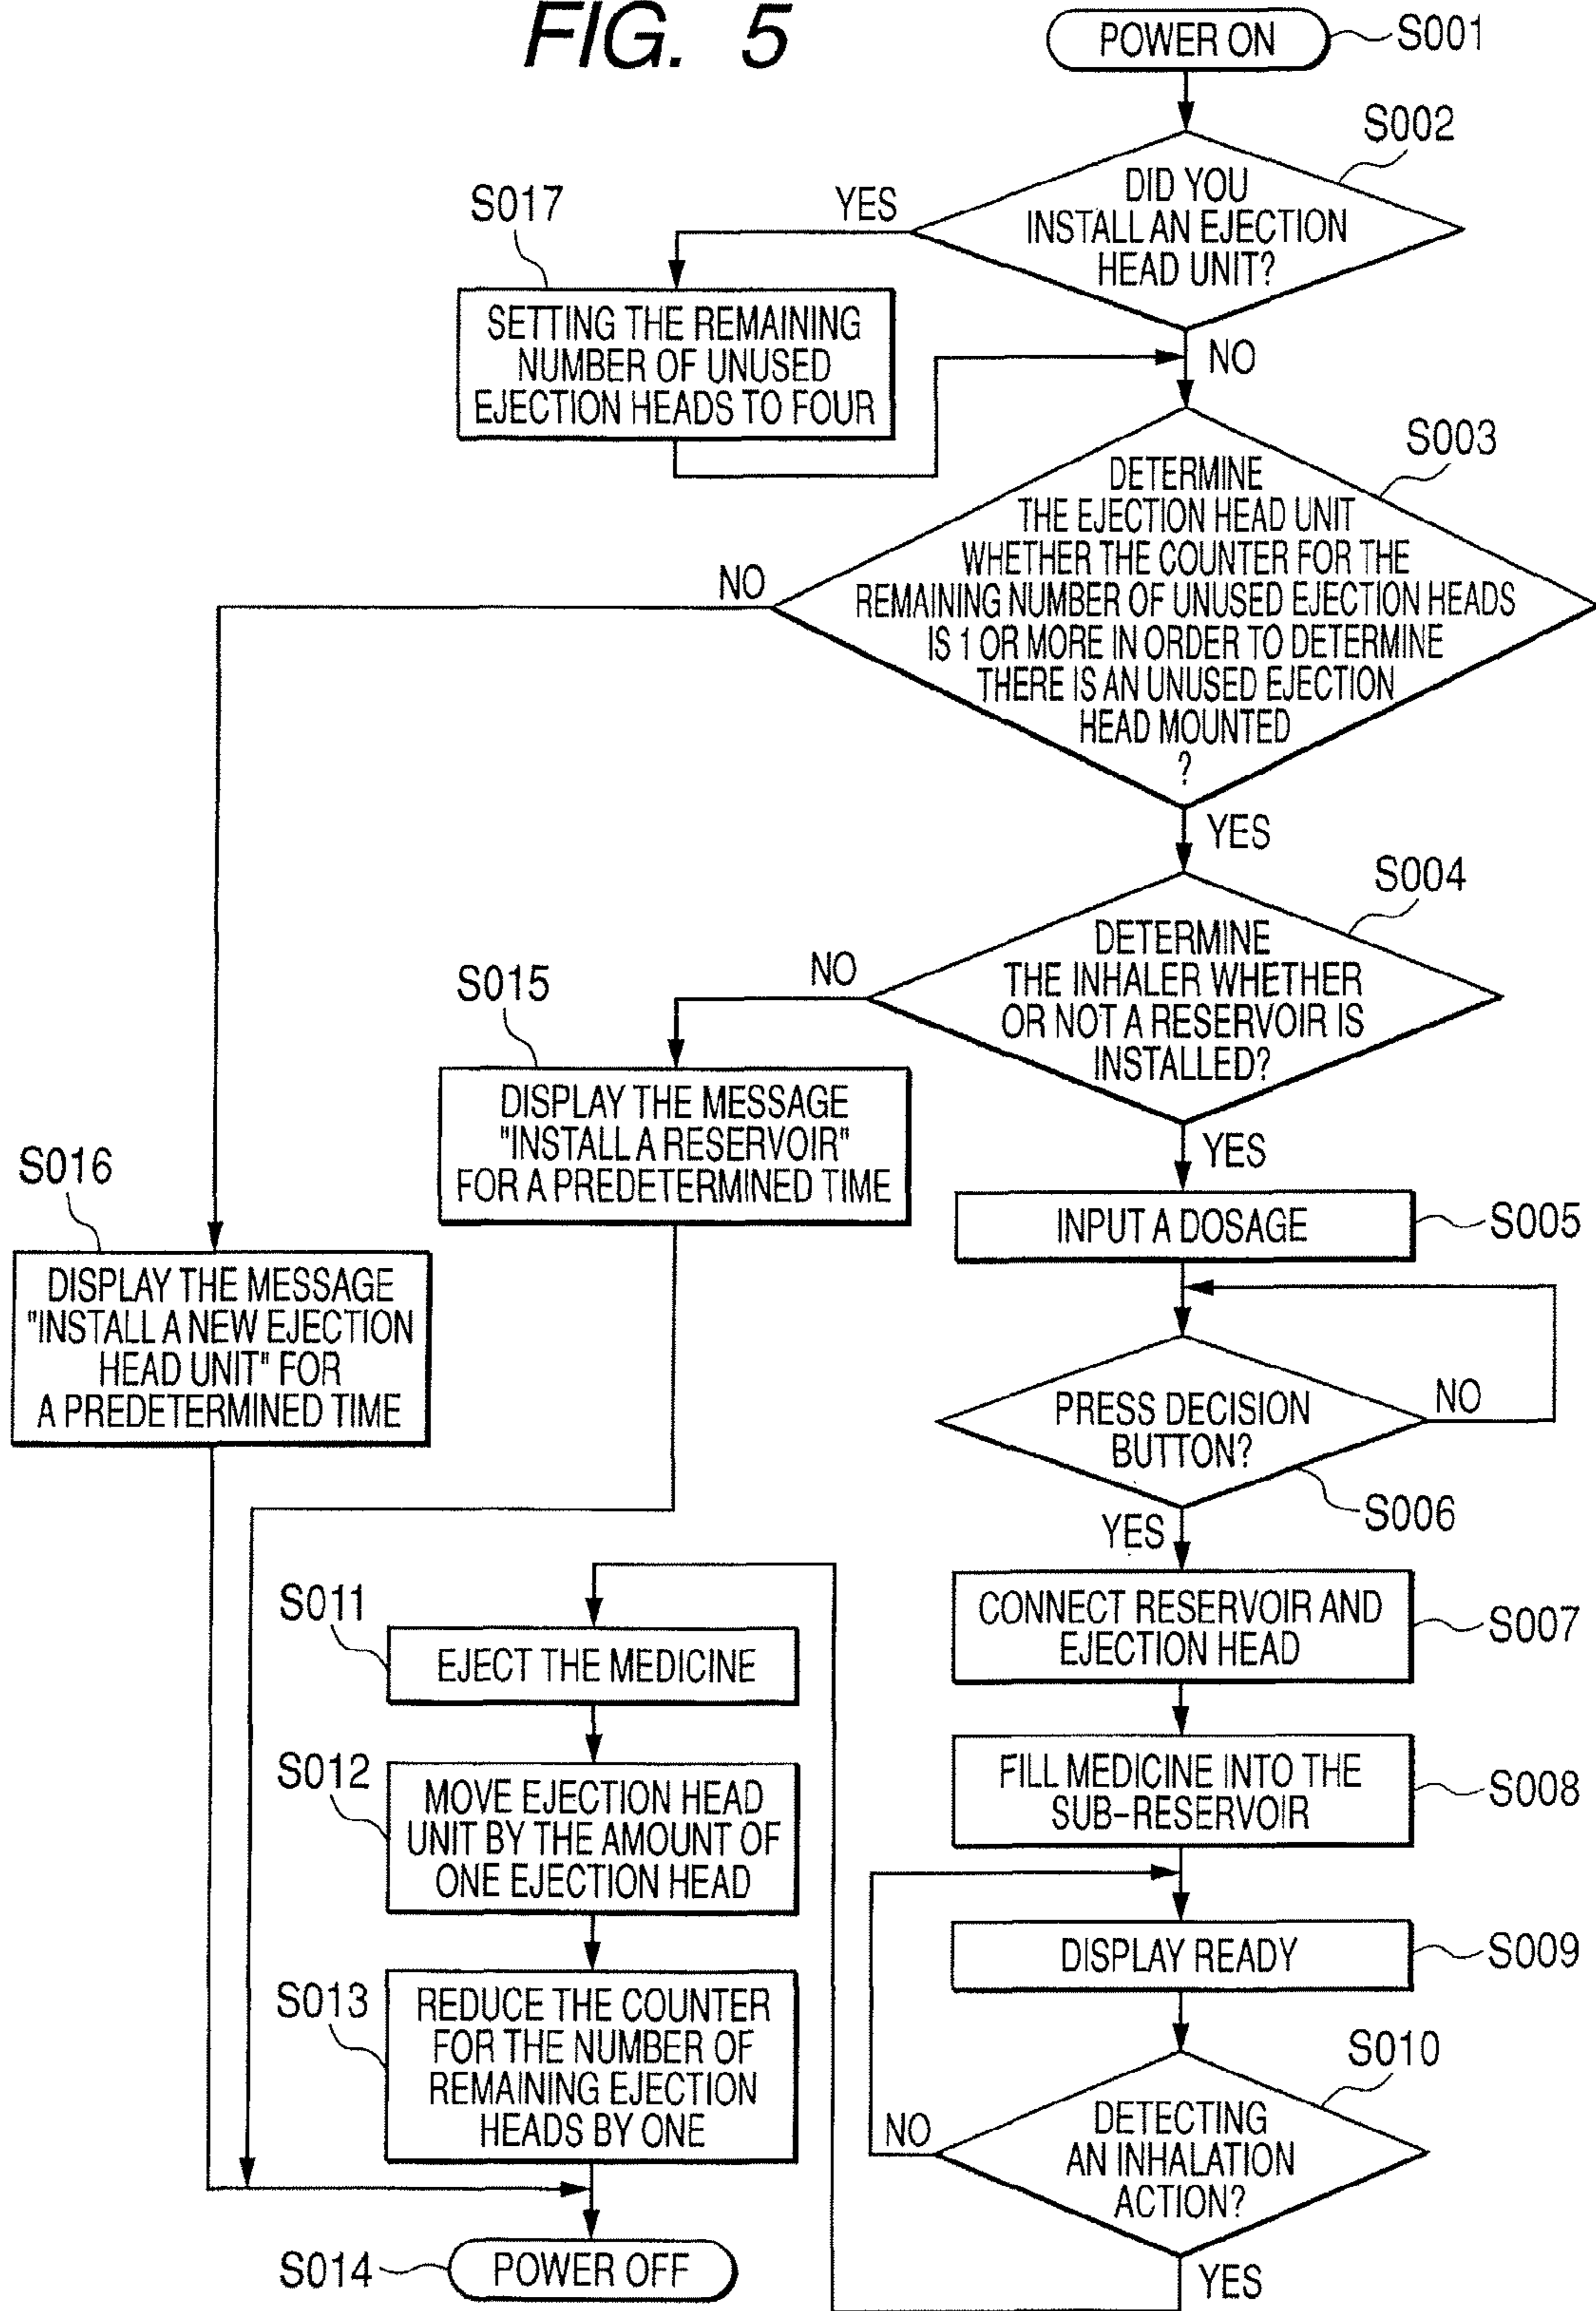 FIG. 5
POWER ON
S001
S002
DID YOU
INSTALL AN EJECTION
HEAD UNIT?
YES
S017
SETTING THE REMAINING
NUMBER OF UNUSED
EJECTION HEADS TO FOUR
NO
S003
DETERMINE
THE EJECTION HEAD UNIT
WHETHER THE COUNTER FOR THE
REMAINING NUMBER OF UNUSED EJECTION HEADS
IS 1 OR MORE IN ORDER TO DETERMINE
THERE IS AN UNUSED EJECTION
HEAD MOUNTED
?
NO
YES
S004
DETERMINE
THE INHALER WHETHER
OR NOT A RESERVOIR IS
INSTALLED?
NO
S015
DISPLAY THE MESSAGE
"INSTALL A RESERVOIR"
FOR A PREDETERMINED TIME
YES
S016
DISPLAY THE MESSAGE
"INSTALL A NEW EJECTION
HEAD UNIT" FOR
A PREDETERMINED TIME
INPUT A DOSAGE
S005
PRESS DECISION
BUTTON?
NO
S006
YES
CONNECT RESERVOIR AND
EJECTION HEAD
S007
FILL MEDICINE INTO THE
SUB-RESERVOIR
S008
DISPLAY READY
S009
S010
DETECTING
AN INHALATION
ACTION?
NO
YES
S011
EJECT THE MEDICINE
S012
MOVE EJECTION HEAD
UNIT BY THE AMOUNT OF
ONE EJECTION HEAD
S013
REDUCE THE COUNTER
FOR THE NUMBER OF
REMAINING EJECTION
HEADS BY ONE
S014
POWER OFF